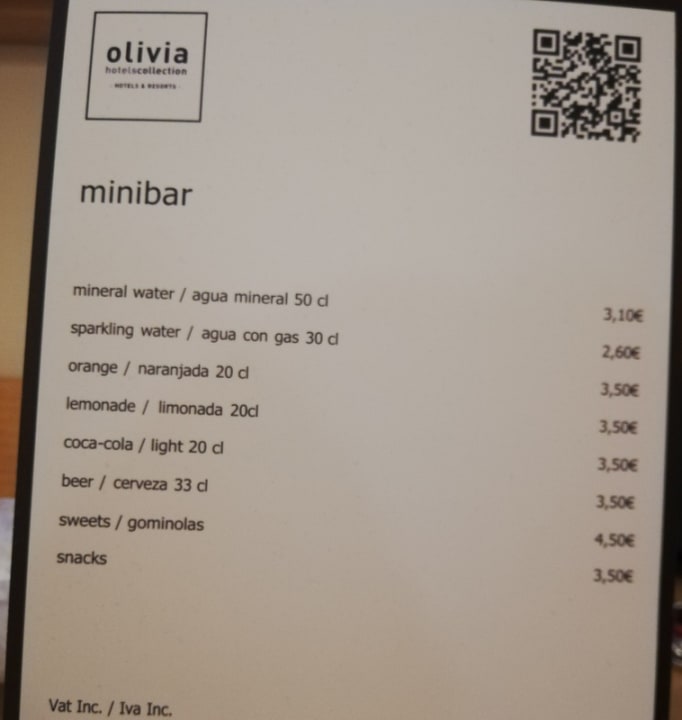 olivia
hotelscollection
HOTELS & RESORTS
minibar
mineral water / agua mineral 50 cl 3,10€
sparkling water / agua con gas 30 cl 2,60€
orange / naranjada 20 cl 3,50€
lemonade / limonada 20cl 3,50€
coca-cola / light 20 cl 3,50€
beer / cerveza 33 cl 3,50€
sweets / gominolas 4,50€
snacks 3,50€
Vat Inc. / Iva Inc.